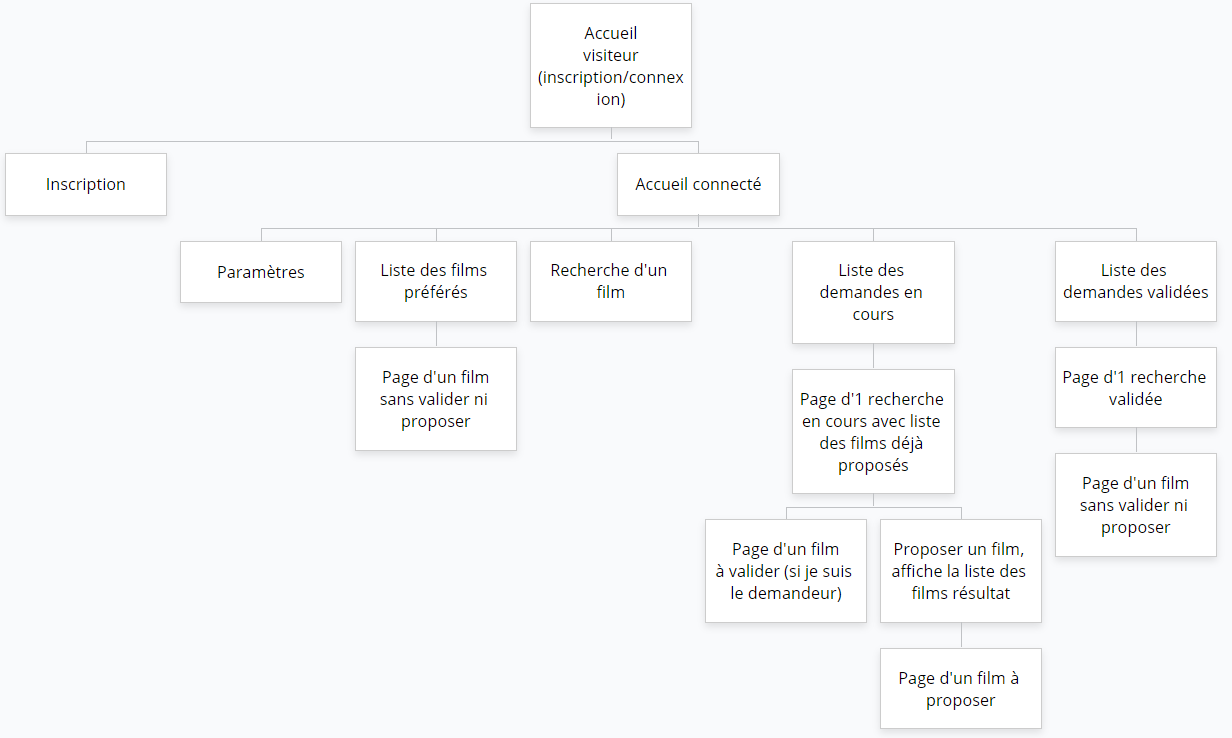 Accueil
visiteur
(inscription/connex
ion)
Inscription
Accueil connecté
Paramètres
Liste des films
préférés
Recherche d'un
film
Liste des
demandes en
cours
Liste des
demandes validées
Page d'un film
sans valider ni
proposer
Page d'1 recherche
en cours avec liste
des films déjà
proposés
Page d'1 recherche
validée
Page d'un film
sans valider ni
proposer
Page d'un film
à valider (si je suis
le demandeur)
Proposer un film,
affiche la liste des
films résultat
Page d'un film à
proposer